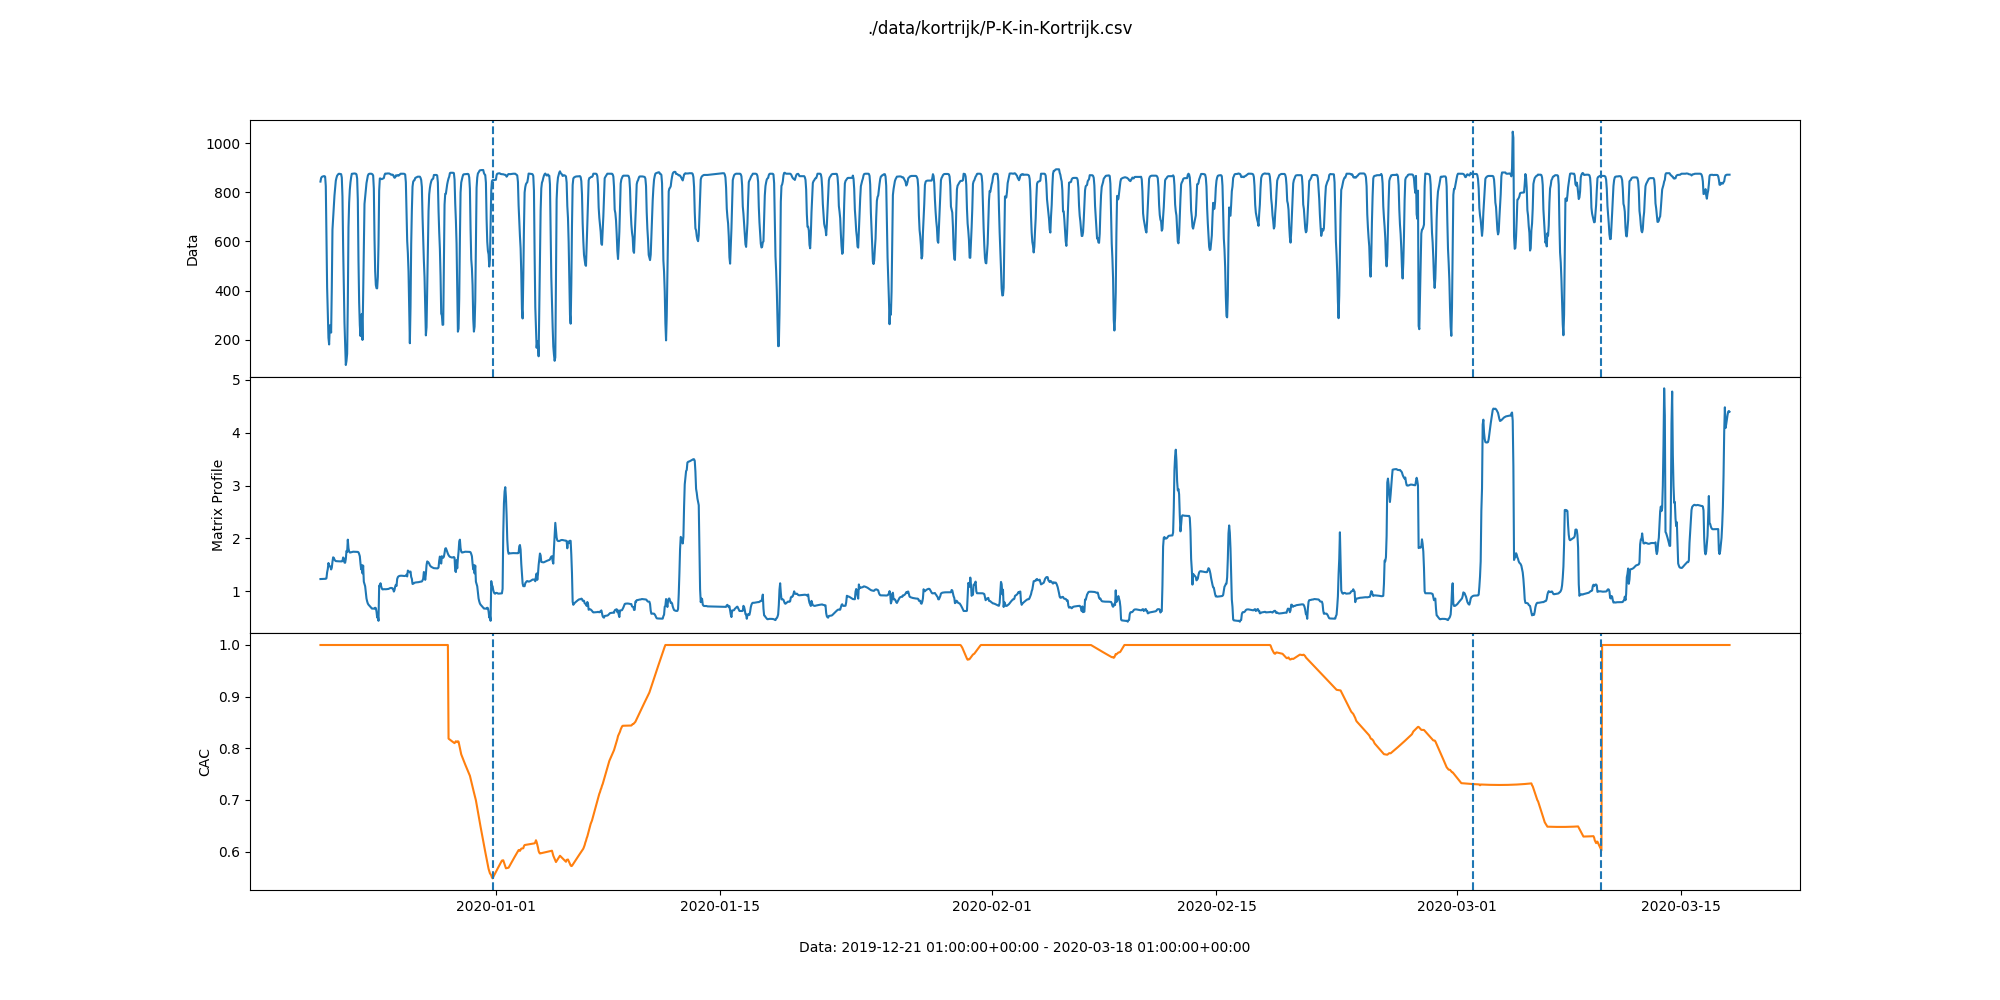 ./data/kortrijk/P-K-in-Kortrijk.csv
1000
800
600
400
200
Data
5
4
3
2
1
Matrix Profile
1.0
0.9
0.8
0.7
0.6
CAC
2020-01-01 2020-01-15 2020-02-01 2020-02-15 2020-03-01 2020-03-15
Data: 2019-12-21 01:00:00+00:00 - 2020-03-18 01:00:00+00:00